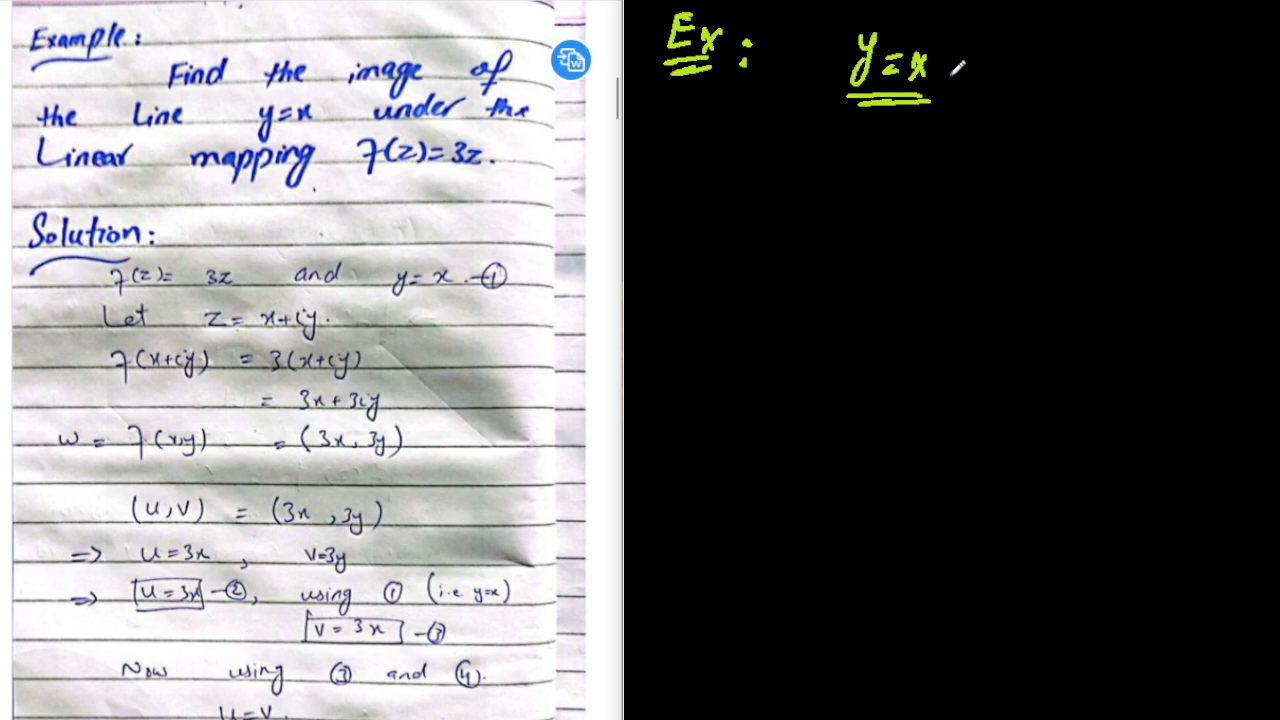 Example:
Find the image of
the Line y=x under the
Linear mapping f(z)=3z.
Solution:
f(z)= 3z and y= x.-①
Let z= x+iy.
f(x+iy) = 3(x+iy)
= 3x+3iy
w = f(x,y) =(3x, 3y)
(u,v) = (3x ,3y)
=> u=3x, v=3y
=> u=3x -②, using ① (i.e y=x)
v= 3x -③
Now using ③ and ④.
u=v
Ex: y=x